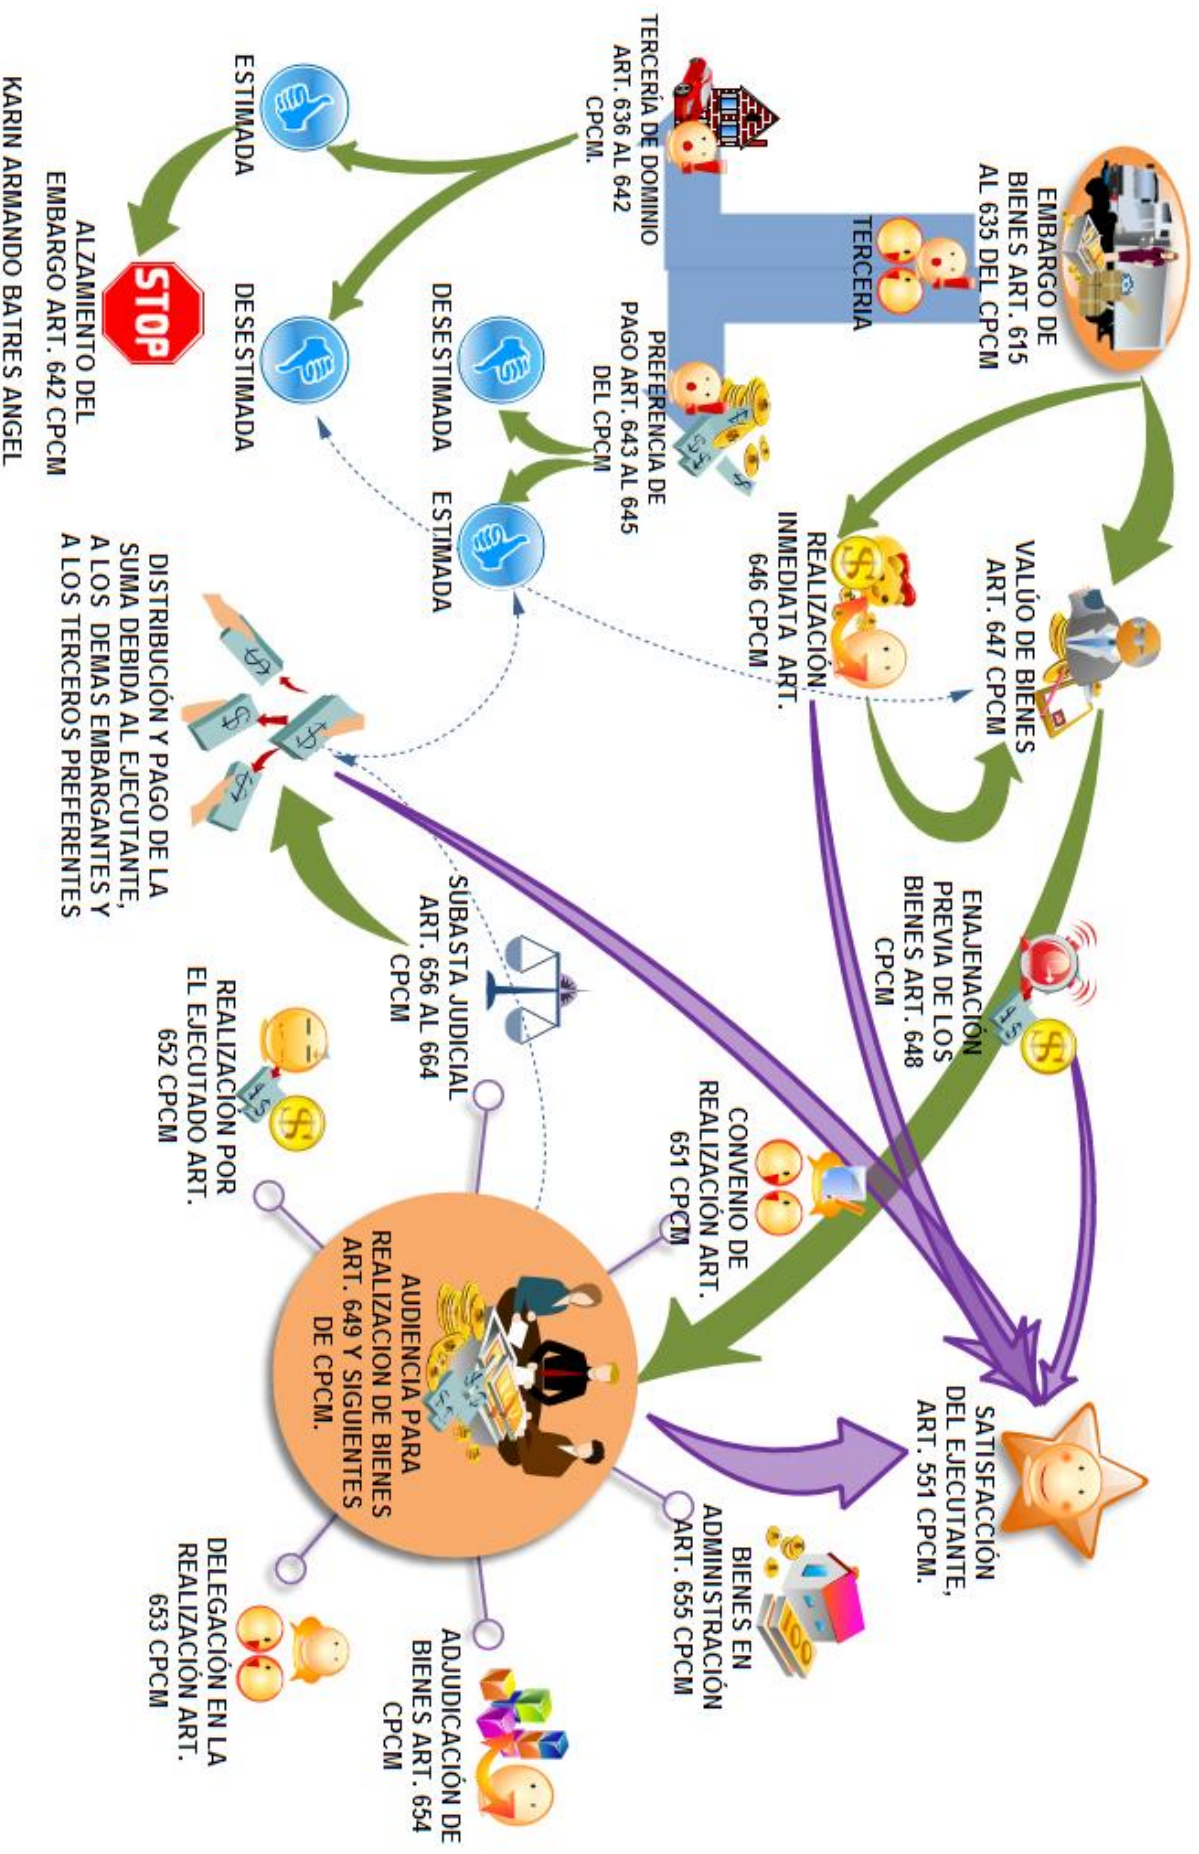 EMBARGO DE
BIENES ART. 615
AL 635 DEL CPCM
VALÚO DE BIENES
ART. 647 CPCM
ENAJENACIÓN
PREVIA DE LOS
BIENES ART. 648
CPCM
SATISFACCIÓN
DEL EJECUTANTE,
ART. 551 CPCM.
TERCERIA
REALIZACIÓN
INMEDIATA ART.
646 CPCM
CONVENIO DE
REALIZACIÓN ART.
651 CPCM
BIENES EN
ADMINISTRACIÓN
ART. 655 CPCM
100
TERCERÍA DE DOMINIO
ART. 636 AL 642
CPCM.
PREFERENCIA DE
PAGO ART. 643 AL 645
DEL CPCM
DESESTIMADA
ESTIMADA
SUBASTA JUDICIAL
ART. 656 AL 664
CPCM
AUDIENCIA PARA
REALIZACION DE BIENES
ART. 649 Y SIGUIENTES
DE CPCM.
ADJUDICACIÓN DE
BIENES ART. 654
CPCM
ESTIMADA
DESESTIMADA
REALIZACIÓN POR
EL EJECUTADO ART.
652 CPCM
DELEGACIÓN EN LA
REALIZACIÓN ART.
653 CPCM
STOP
ALZAMIENTO DEL
EMBARGO ART. 642 CPCM
DISTRIBUCIÓN Y PAGO DE LA
SUMA DEBIDA AL EJECUTANTE,
A LOS DEMAS EMBARGANTES Y
A LOS TERCEROS PREFERENTES
KARIN ARMANDO BATRES ANGEL